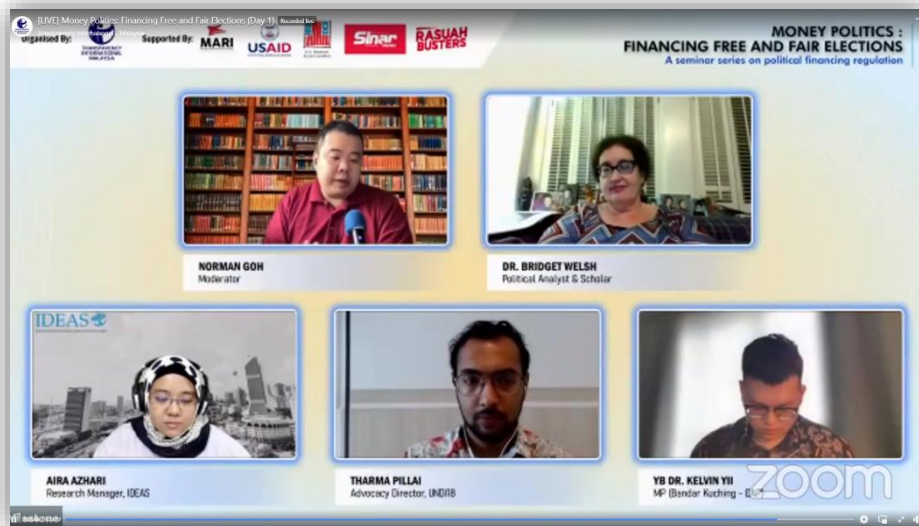 [LIVE] Money Politics: Financing Free and Fair Elections (Day 1) Recorded live
Organised By:
TRANSPARENCY
INTERNATIONAL
MALAYSIA
Supported By:
MARI
USAID
Sinar
RASUAH
BUSTERS
MONEY POLITICS :
FINANCING FREE AND FAIR ELECTIONS
A seminar series on political financing regulation
NORMAN GOH
Moderator
DR. BRIDGET WELSH
Political Analyst & Scholar
IDEAS
AIRA AZHARI
Research Manager, IDEAS
THARMA PILLAI
Advocacy Director, UNDI18
YB DR. KELVIN YII
MP (Bandar Kuching -
zoom